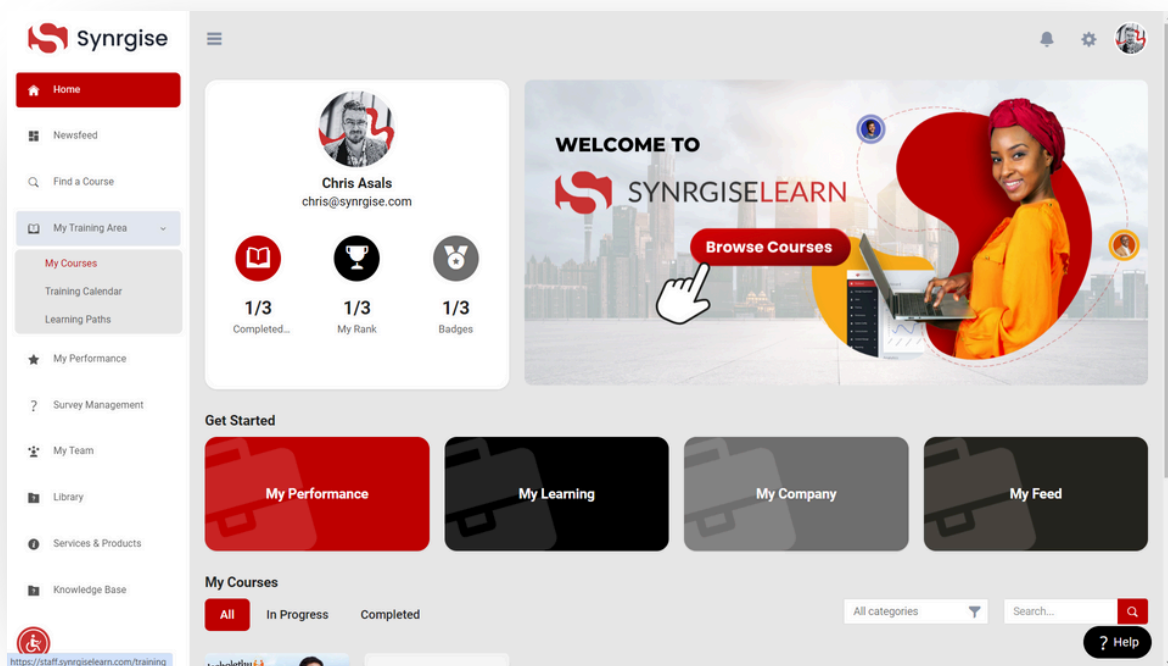 Synrgise
Home
Newsfeed
Find a Course
My Training Area
My Courses
Training Calendar
Learning Paths
My Performance
? Survey Management
My Team
Library
Services & Products
Knowledge Base
https://staff.synrgiselearn.com/training
Chris Asals
chris@synrgise.com
1/3
Completed...
1/3
My Rank
1/3
Badges
WELCOME TO
SYNRGISELEARN
Browse Courses
Get Started
My Performance
My Learning
My Company
My Feed
My Courses
All
In Progress
Completed
All categories
Search...
? Help